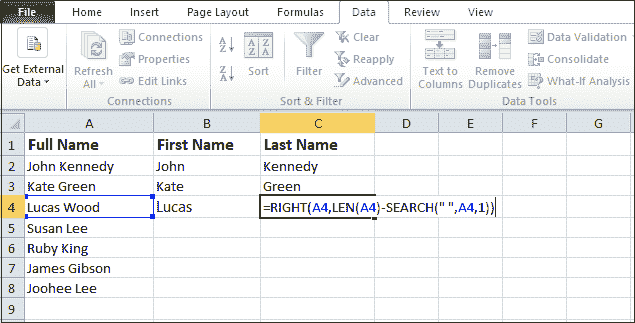 File Home Insert Page Layout Formulas Data Review View
Get External Data
Refresh All
Connections
Properties
Edit Links
Connections
A Z
Z A
A Z Z A
Sort
Filter
Clear
Reapply
Advanced
Sort & Filter
Text to Columns
Remove Duplicates
Data Validation
Consolidate
What-If Analysis
Data Tools
A B C D E F G
1 Full Name First Name Last Name
2 John Kennedy John Kennedy
3 Kate Green Kate Green
4 Lucas Wood Lucas =RIGHT(A4,LEN(A4)-SEARCH(" ",A4,1))
5 Susan Lee
6 Ruby King
7 James Gibson
8 Joohee Lee
9